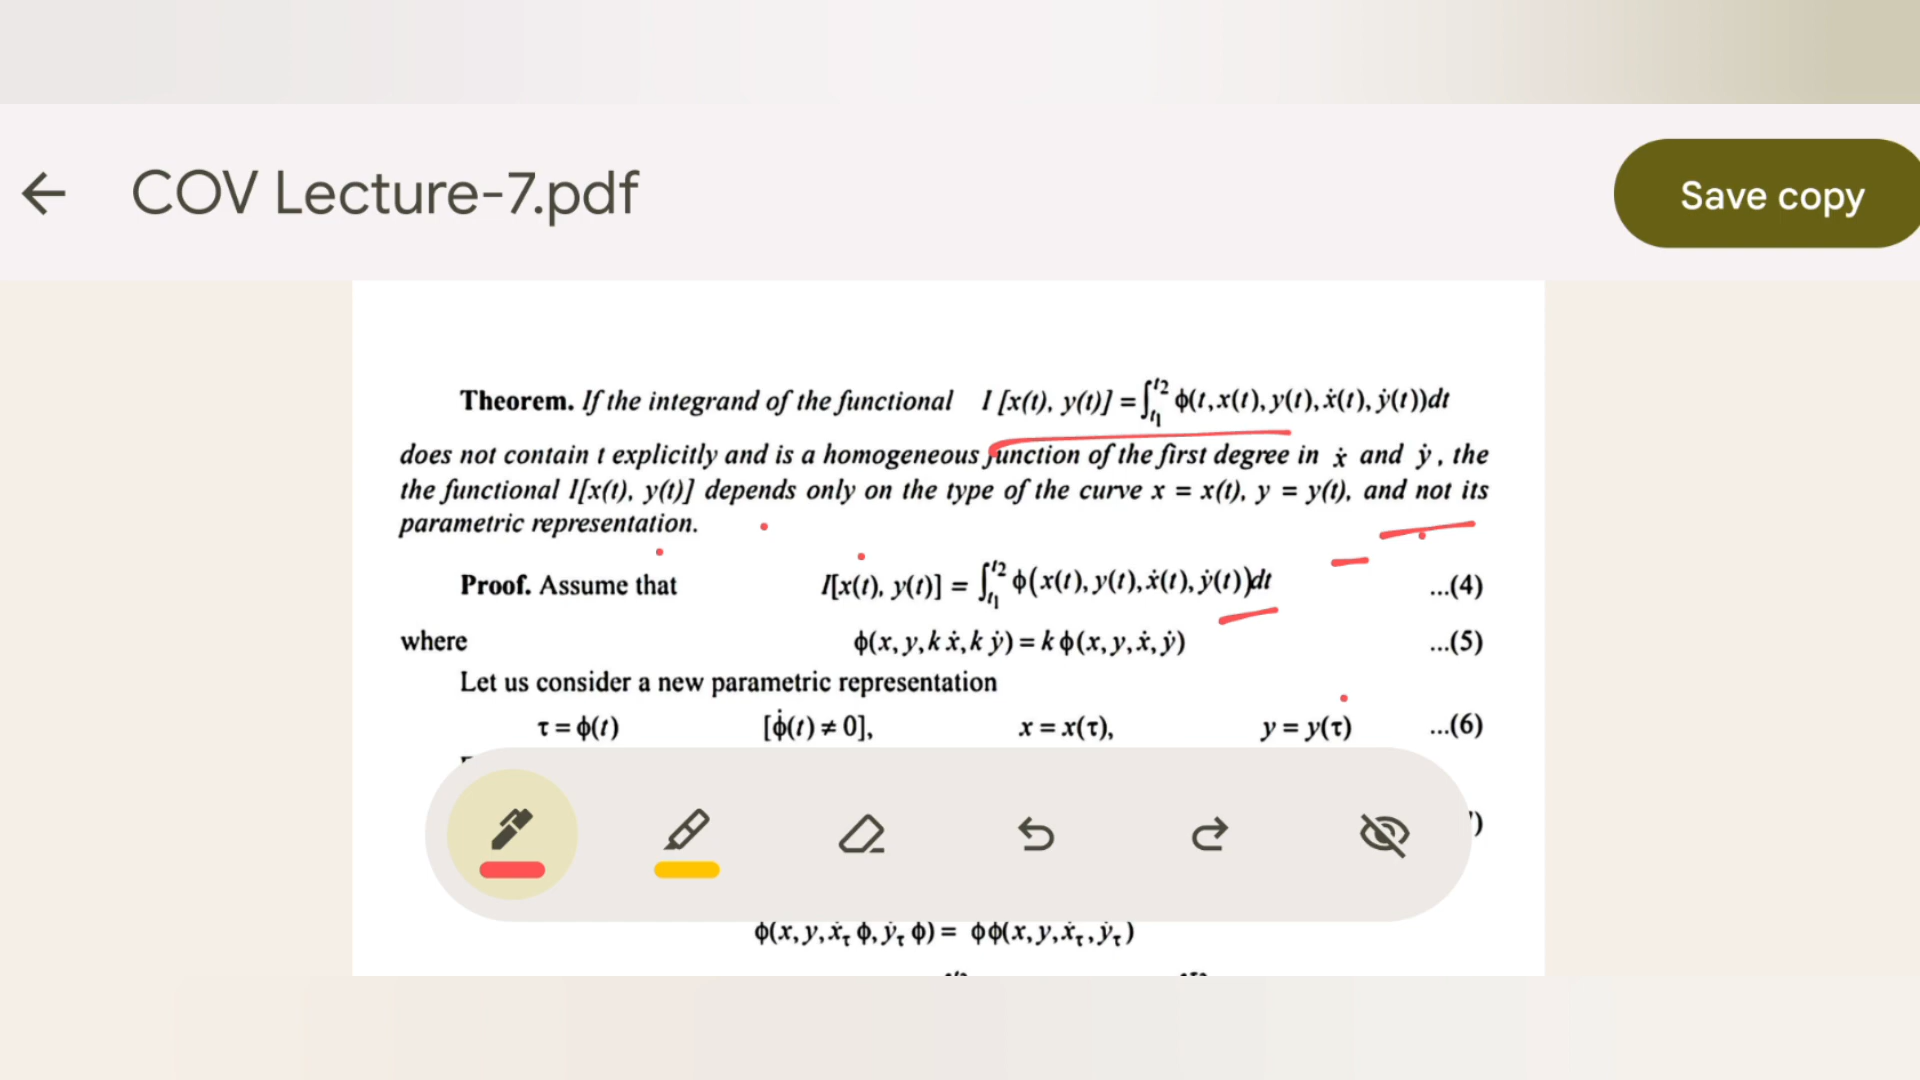 COV Lecture-7.pdf
Save copy
Theorem. If the integrand of the functional I [x(t), y(t)] = ∫_{t₁}^{t₂} ϕ(t,x(t), y(t), ẋ(t), ẏ(t))dt
does not contain t explicitly and is a homogeneous function of the first degree in ẋ and ẏ, the
the functional I[x(t), y(t)] depends only on the type of the curve x = x(t), y = y(t), and not its
parametric representation.
Proof. Assume that I[x(t), y(t)] = ∫_{t₁}^{t₂} ϕ(x(t), y(t), ẋ(t), ẏ(t))dt ...(4)
where ϕ(x, y, k ẋ, k ẏ) = k ϕ(x, y, ẋ, ẏ) ...(5)
Let us consider a new parametric representation
τ = ϕ(t) [ϕ̇(t) ≠ 0], x = x(τ), y = y(τ) ...(6)
ϕ(x, y, ẋ_τ ϕ, ẏ_τ ϕ) = ϕϕ(x, y, ẋ_τ, ẏ_τ)